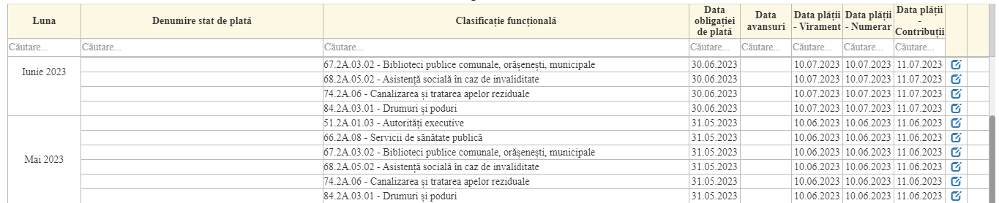 Luna Denumire stat de plată Clasificație funcțională Data obligației de plată Data avansuri Data plății - Virament Data plății - Numerar Data plății - Contribuții
Căutare... Căutare... Căutare... Căutare... Căutare... Căutare... Căutare... Căutare...
Iunie 2023
67.2A.03.02 - Biblioteci publice comunale, orășenești, municipale 30.06.2023 10.07.2023 10.07.2023 11.07.2023
68.2A.05.02 - Asistență socială în caz de invaliditate 30.06.2023 10.07.2023 10.07.2023 11.07.2023
74.2A.06 - Canalizarea și tratarea apelor reziduale 30.06.2023 10.07.2023 10.07.2023 11.07.2023
84.2A.03.01 - Drumuri și poduri 30.06.2023 10.07.2023 10.07.2023 11.07.2023
Mai 2023
51.2A.01.03 - Autorități executive 31.05.2023 10.06.2023 10.06.2023 11.06.2023
66.2A.08 - Servicii de sănătate publică 31.05.2023 10.06.2023 10.06.2023 11.06.2023
67.2A.03.02 - Biblioteci publice comunale, orășenești, municipale 31.05.2023 10.06.2023 10.06.2023 11.06.2023
68.2A.05.02 - Asistență socială în caz de invaliditate 31.05.2023 10.06.2023 10.06.2023 11.06.2023
74.2A.06 - Canalizarea și tratarea apelor reziduale 31.05.2023 10.06.2023 10.06.2023 11.06.2023
84.2A.03.01 - Drumuri și poduri 31.05.2023 10.06.2023 10.06.2023 11.06.2023